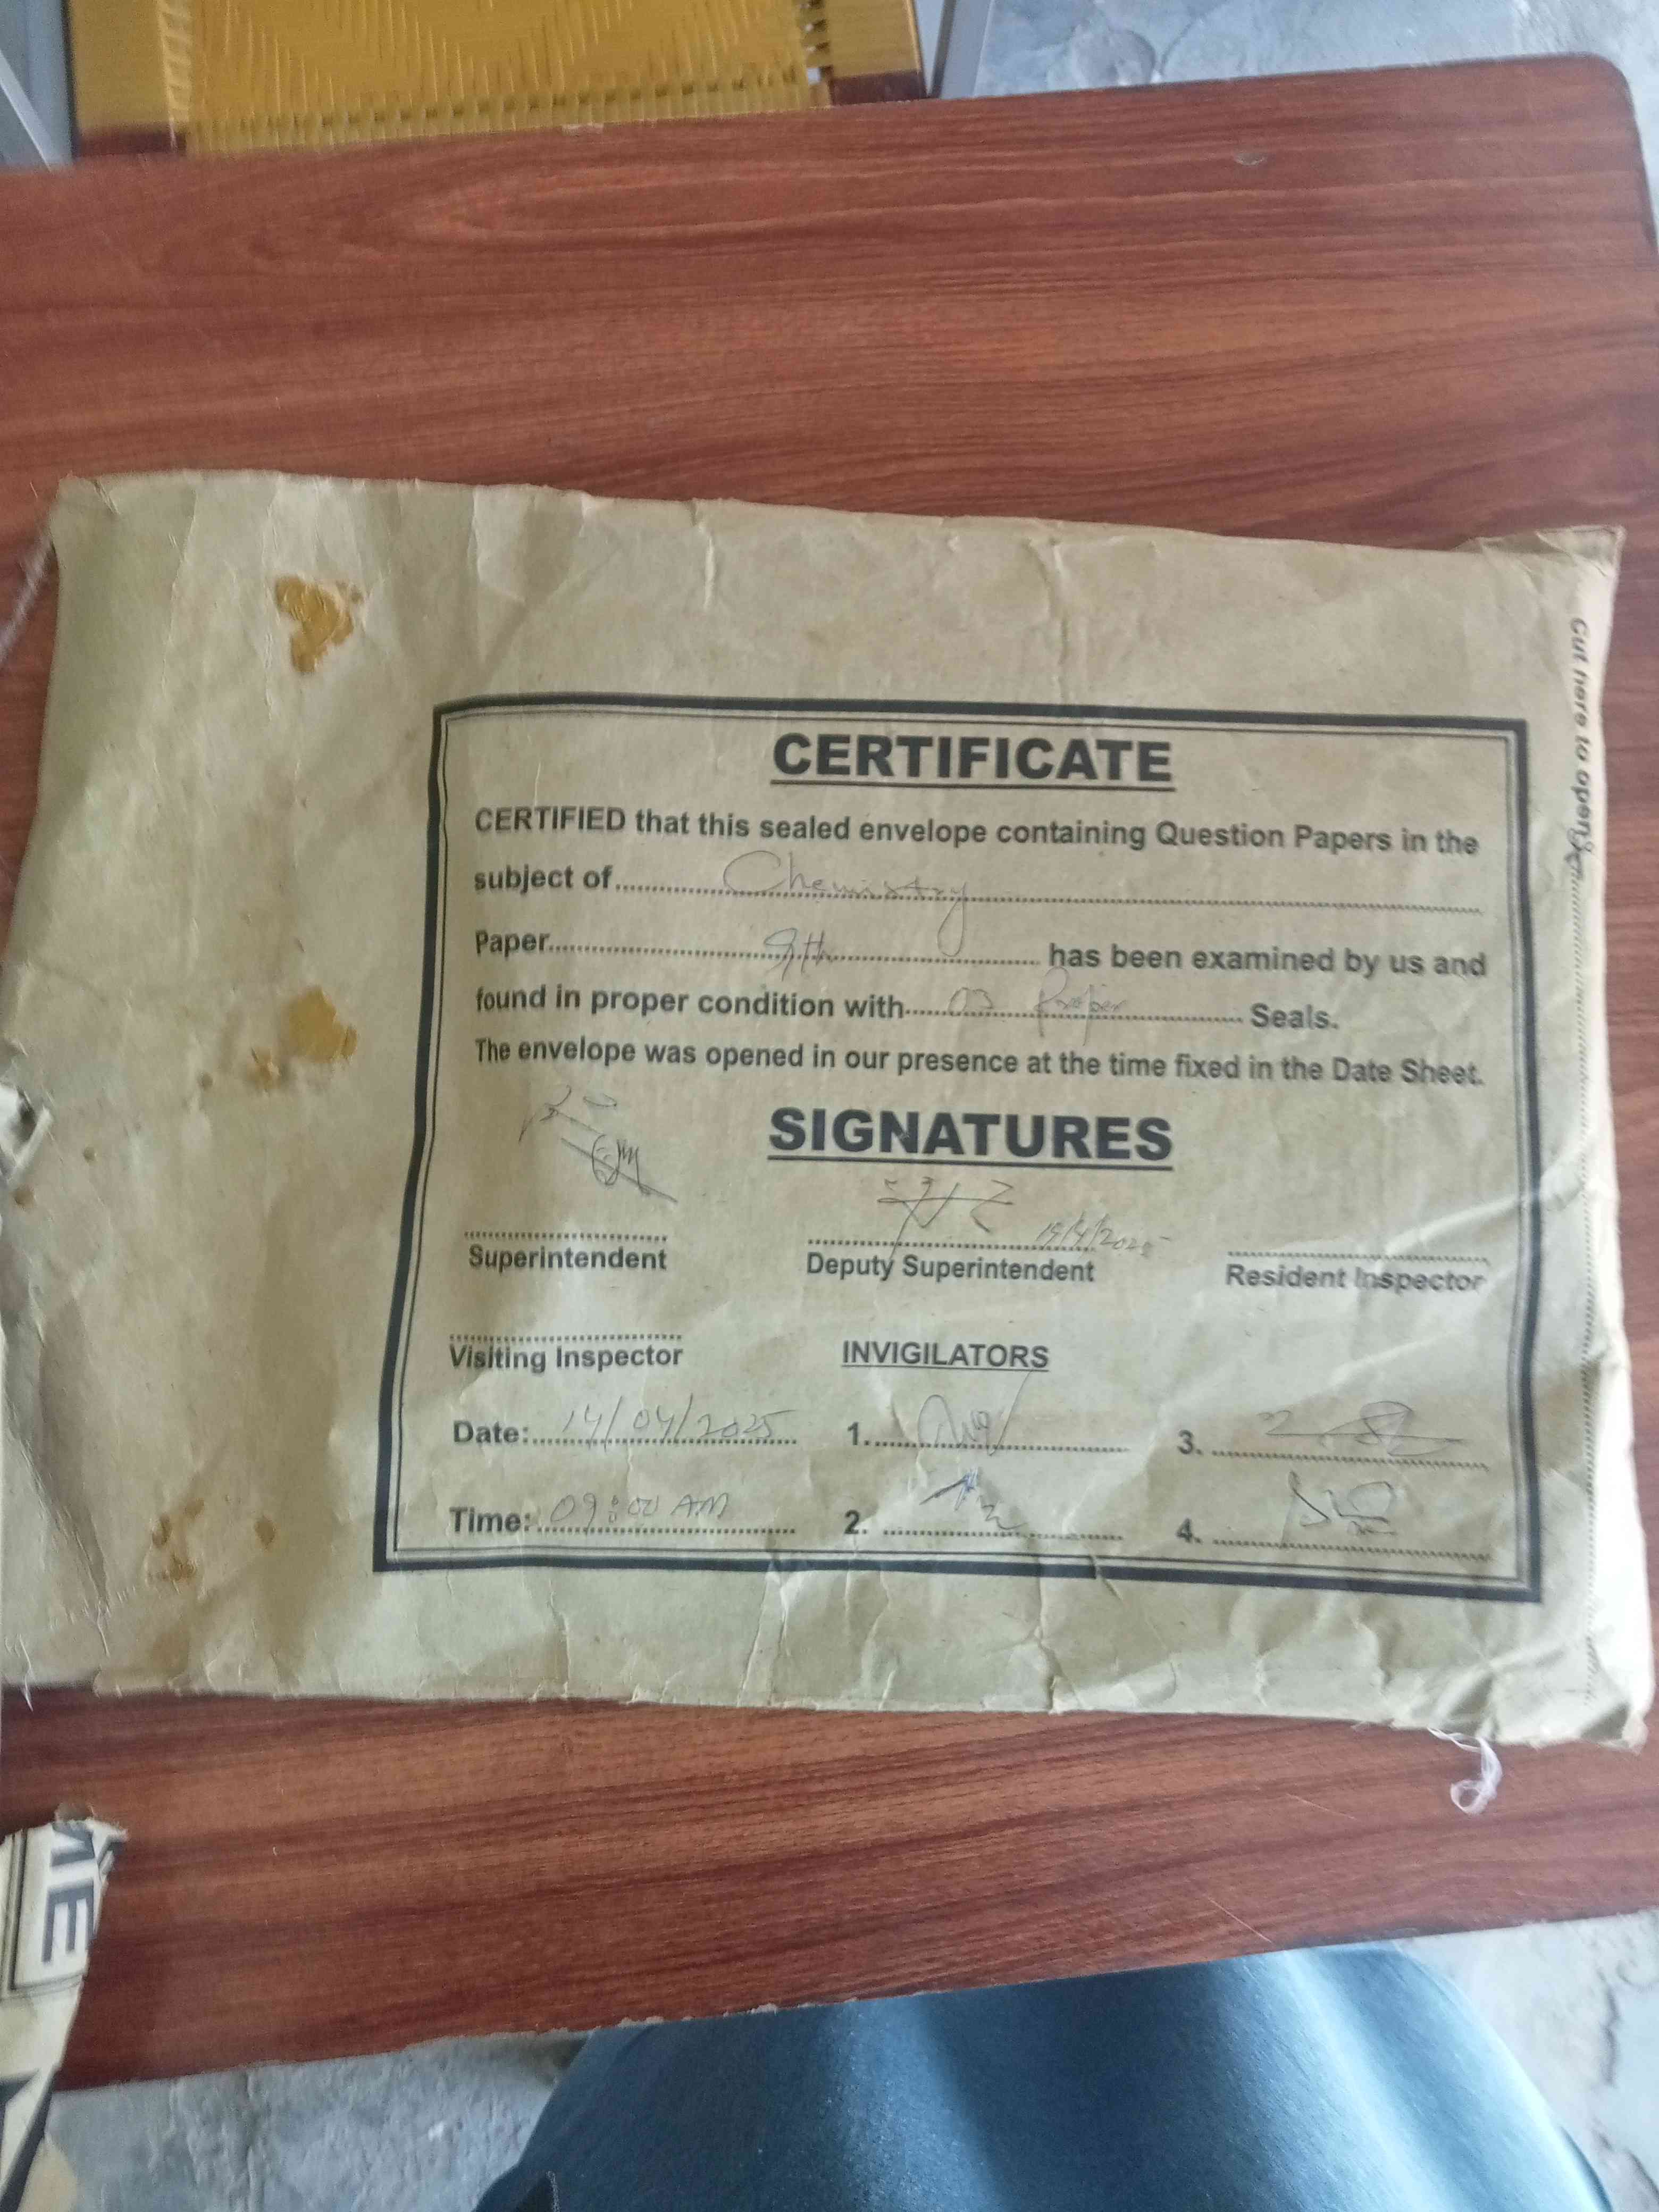 Cut here to open
CERTIFICATE
CERTIFIED that this sealed envelope containing Question Papers in the
subject of Chemistry
Paper 9th has been examined by us and
found in proper condition with 03 Proper Seals.
The envelope was opened in our presence at the time fixed in the Date Sheet.
SIGNATURES
Superintendent Deputy Superintendent Resident Inspector
Visiting Inspector INVIGILATORS
Date: 14/04/2025 1. 3.
Time: 09:00 AM 2. 4.
ME